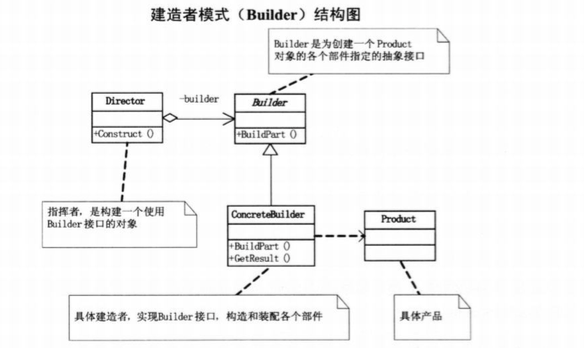 建造者模式（Builder）结构图
Builder是为创建一个Product
对象的各个部件指定的抽象接口
Director
-builder
Builder
+Construct ()
+BuildPart ()
指挥者，是构建一个使用
Builder接口的对象
ConcreteBuilder
Product
+BuildPart ()
+GetResult ()
具体建造者，实现Builder接口，构造和装配各个部件
具体产品